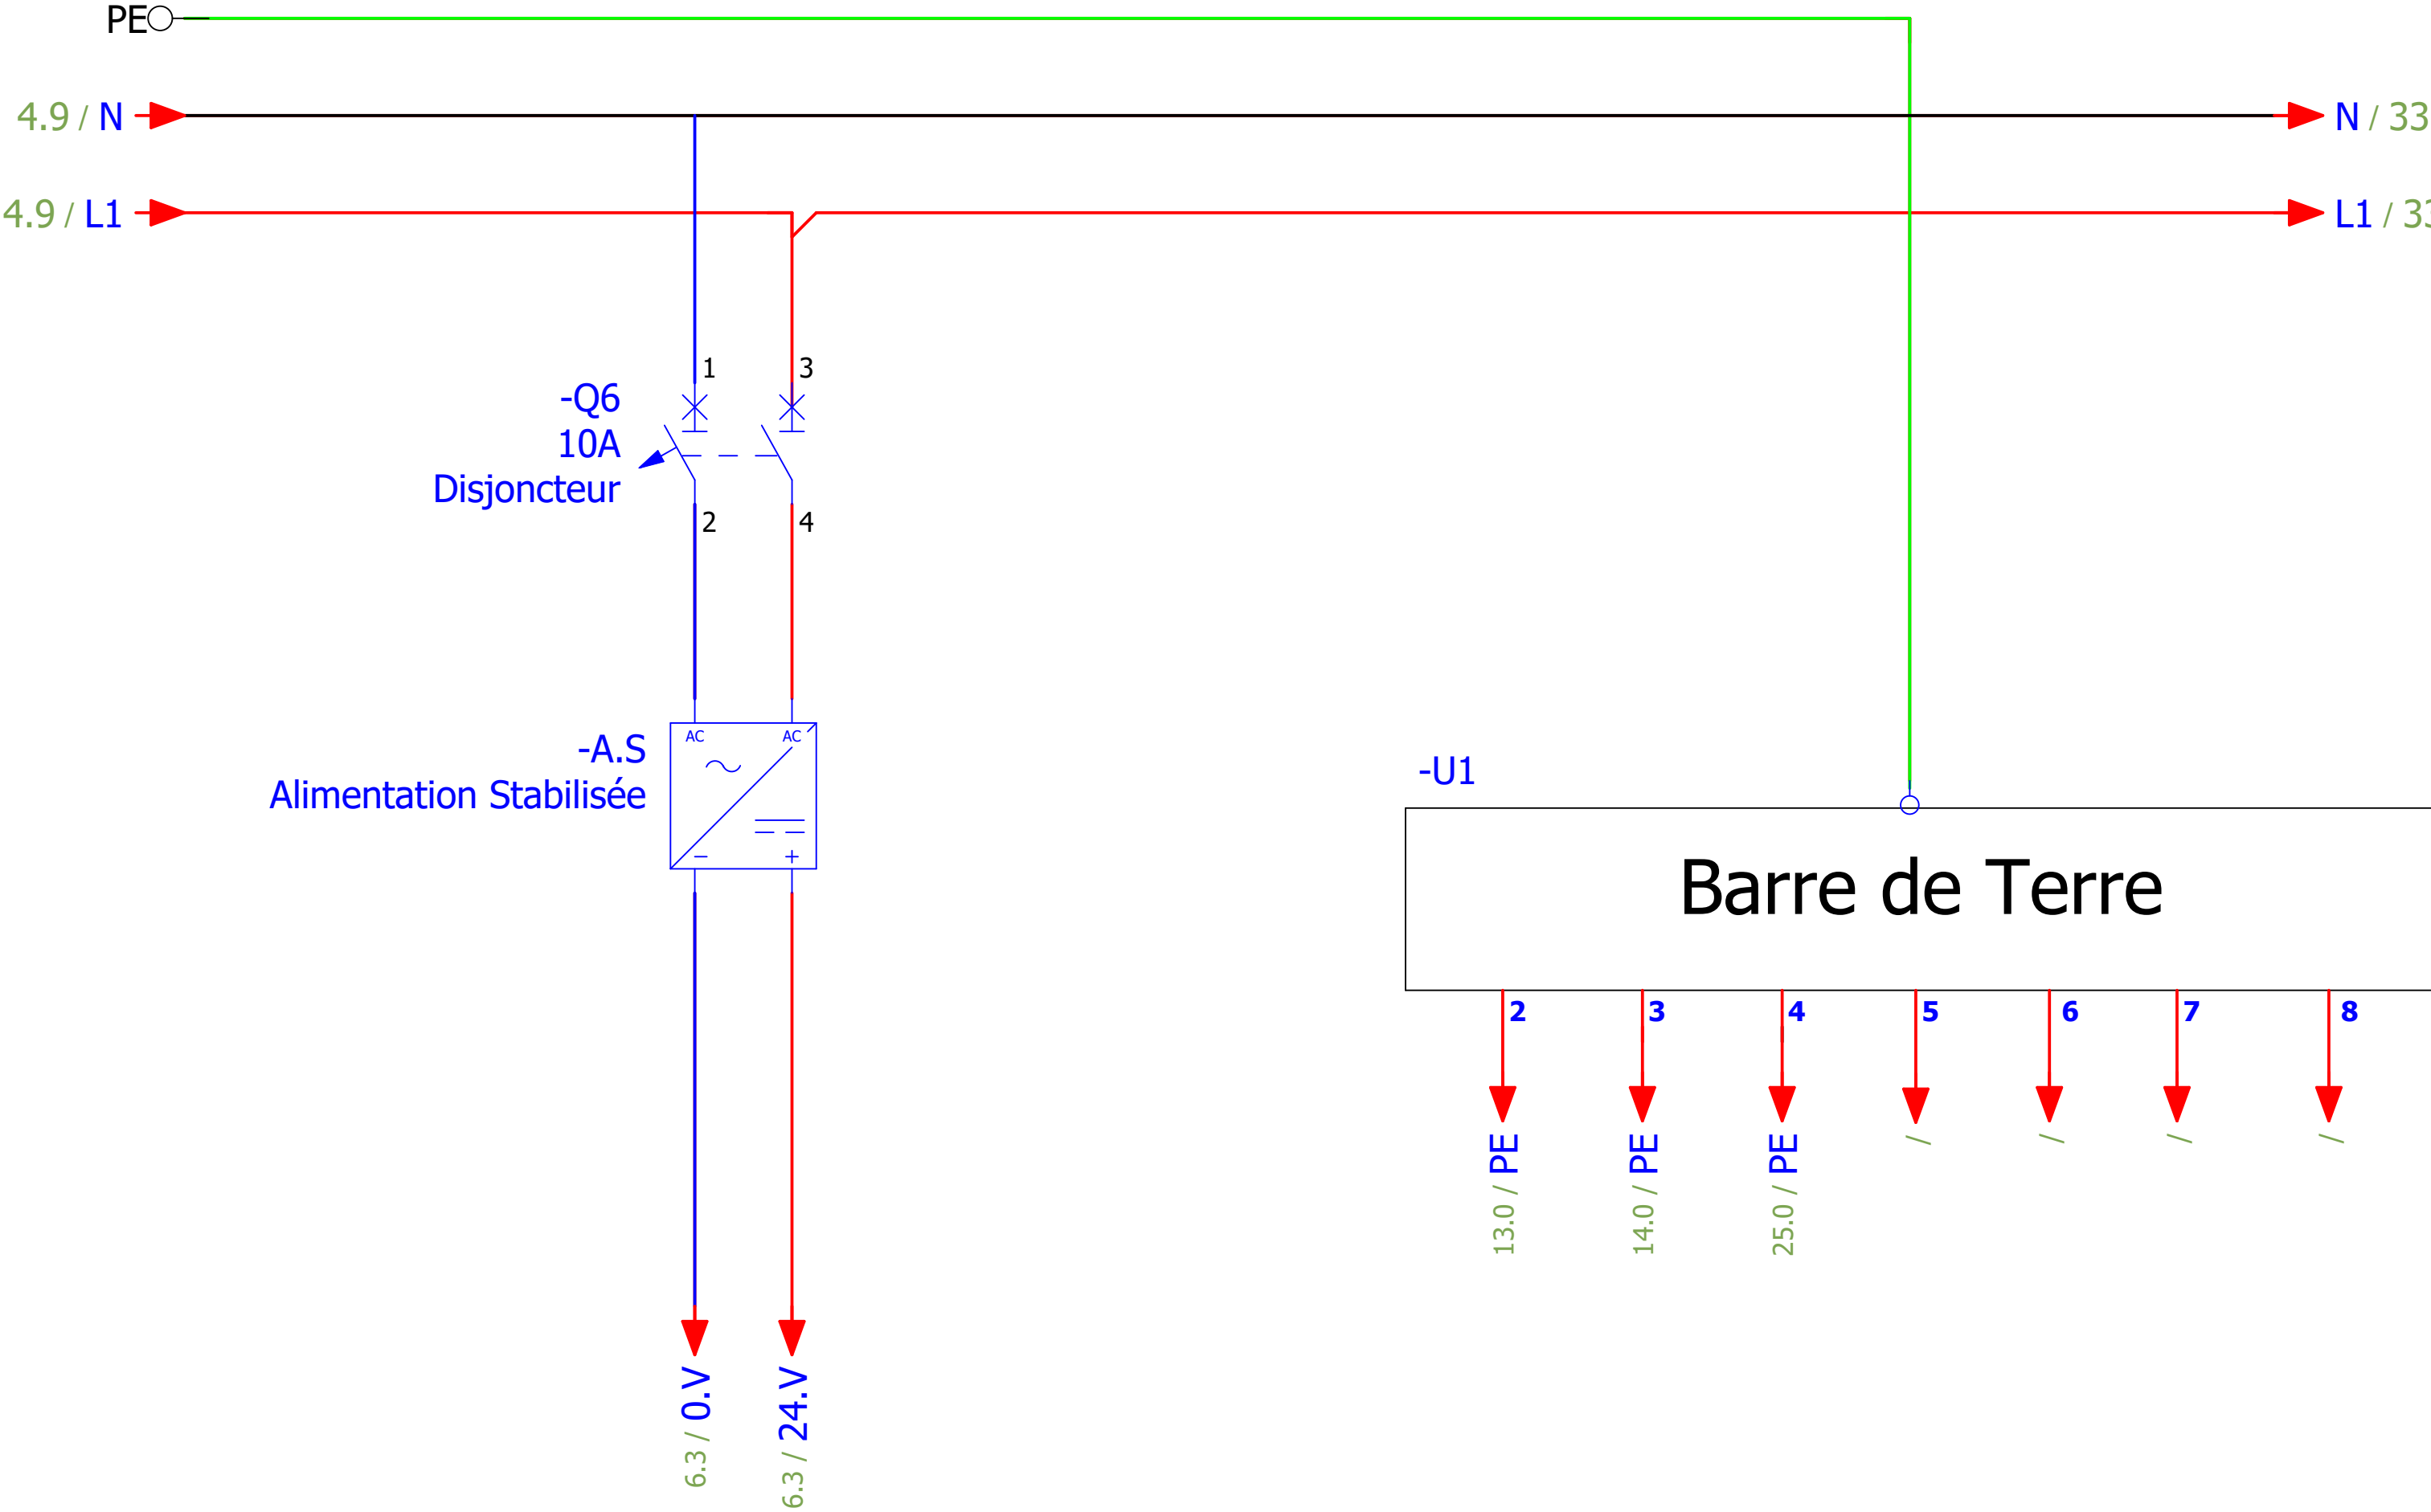 PE
4.9 / N
N / 33
4.9 / L1
L1 / 33
1
3
-Q6
10A
Disjoncteur
2
4
-A.S
Alimentation Stabilisée
AC
AC
-
+
-U1
Barre de Terre
2
3
4
5
6
7
8
13.0 / PE
14.0 / PE
25.0 / PE
/
/
/
/
6.3 / 0.V
6.3 / 24.V